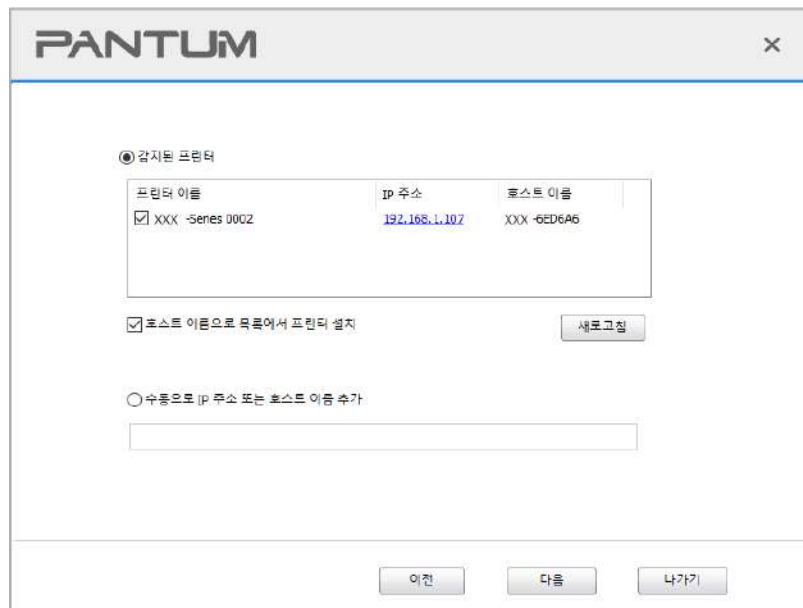 PANTUM
감지된 프린터
프린터 이름 IP 주소 호스트 이름
XXX -Series 0002 192.168.1.107 XXX -6ED6A6
호스트 이름으로 목록에서 프린터 설치 새로고침
수동으로 IP 주소 또는 호스트 이름 추가
이전 다음 나가기